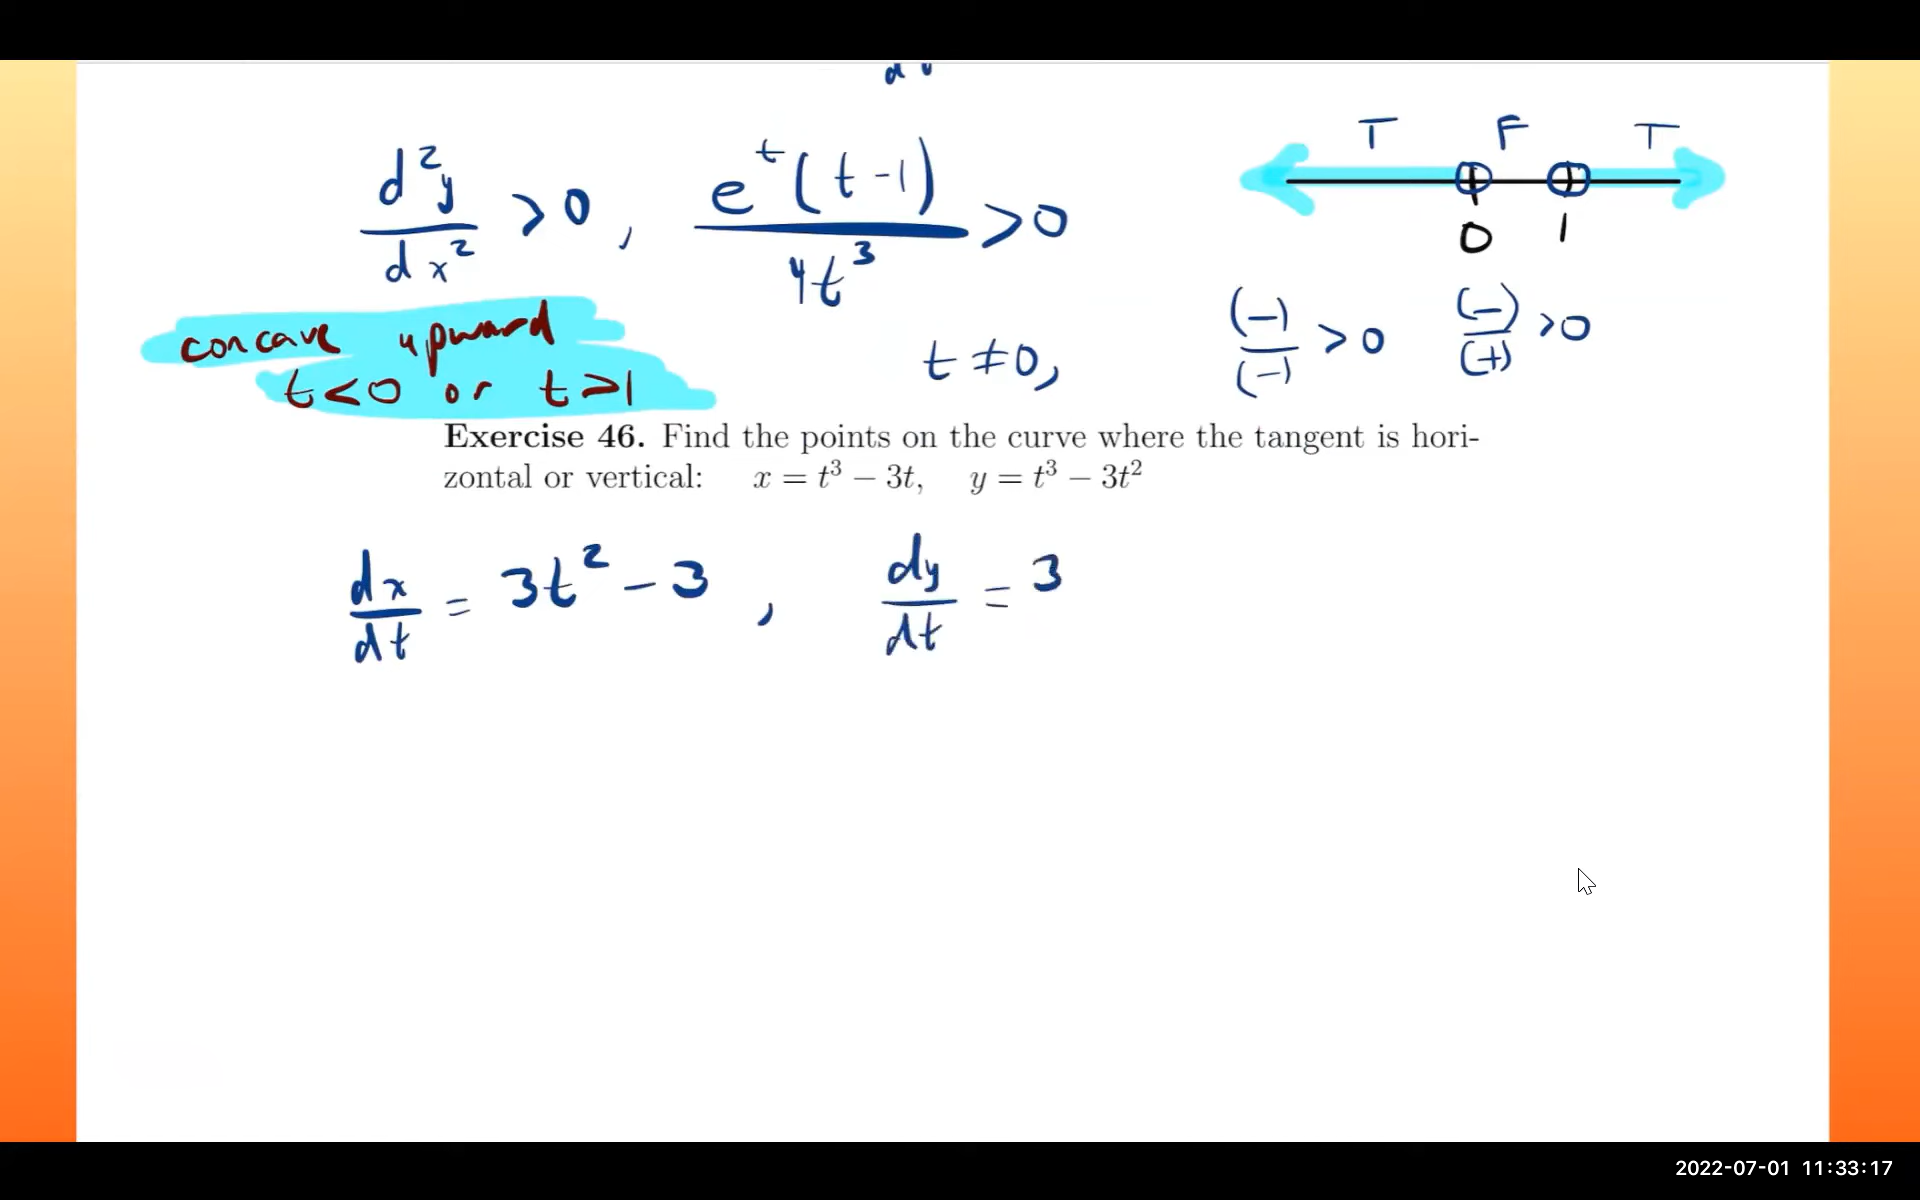 T F T
d²y/dx² > 0, e^t(t-1)/4t³ > 0
0 1
concave upward
t<0 or t>1
t ≠ 0,
(-)/(-) > 0 (-)/(+) > 0
Exercise 46. Find the points on the curve where the tangent is hori-
zontal or vertical: x = t³ − 3t, y = t³ − 3t²
dx/dt = 3t² - 3, dy/dt = 3
2022-07-01 11:33:17